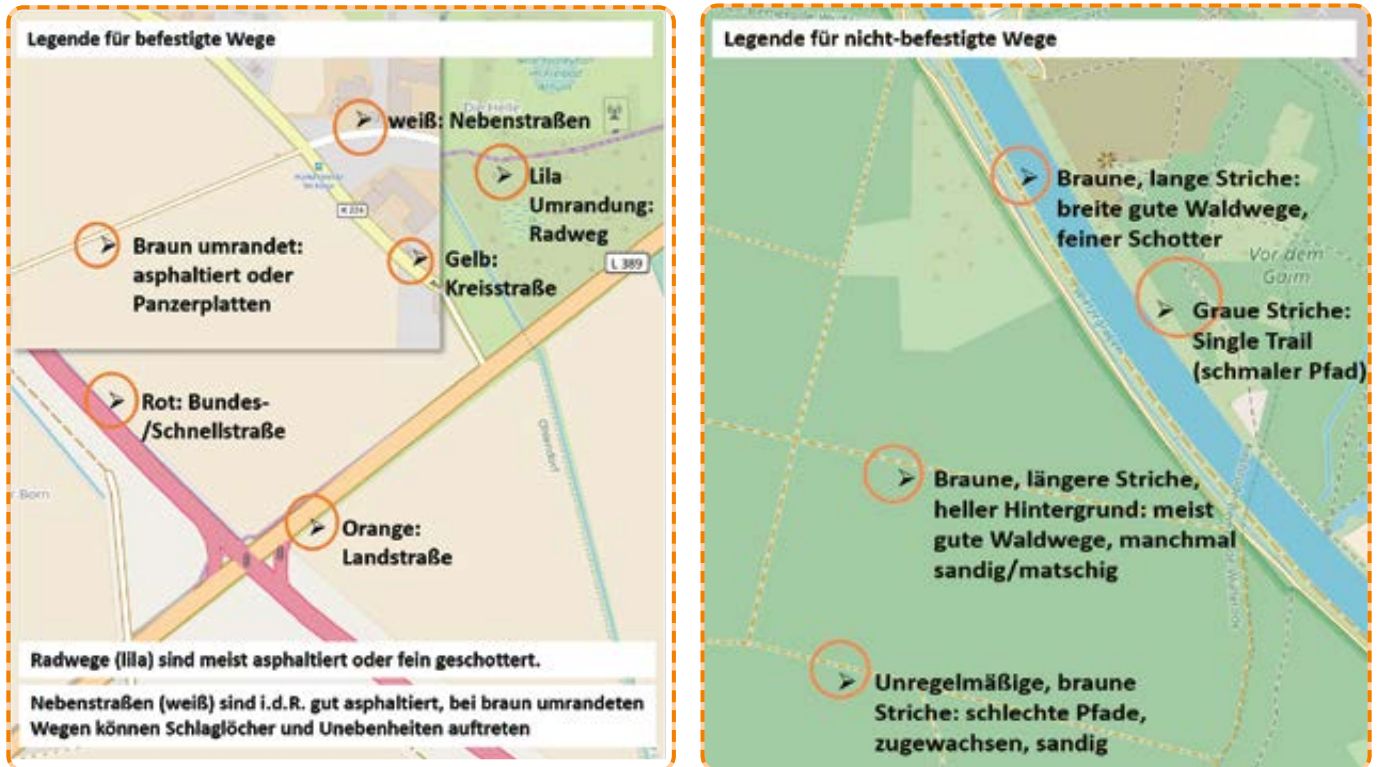 Legende für befestigte Wege
weiß: Nebenstraßen
Lila
Umrandung:
Radweg
Braun umrandet:
asphaltiert oder
Panzerplatten
Gelb:
Kreisstraße
L 389
Rot: Bundes-
/Schnellstraße
Born
Ohlendorf
Orange:
Landstraße
Radwege (lila) sind meist asphaltiert oder fein geschottert.
Nebenstraßen (weiß) sind i.d.R. gut asphaltiert, bei braun umrandeten
Wegen können Schlaglöcher und Unebenheiten auftreten
Legende für nicht-befestigte Wege
Braune, lange Striche:
breite gute Waldwege,
feiner Schotter
Vor dem
Gaim
Graue Striche:
Single Trail
(schmaler Pfad)
Braune, längere Striche,
heller Hintergrund: meist
gute Waldwege, manchmal
sandig/matschig
Unregelmäßige, braune
Striche: schlechte Pfade,
zugewachsen, sandig